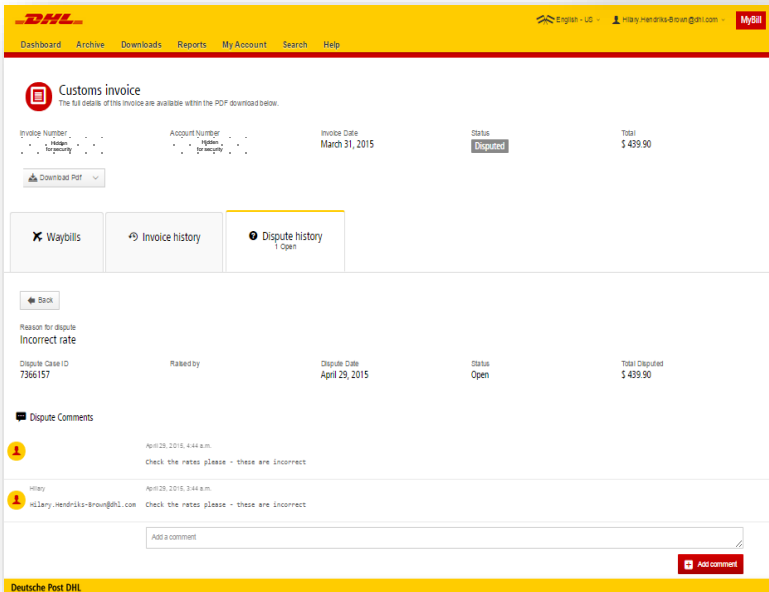 DHL
English - US
Hilary.Hendriks-Brown@dhl.com
MyBill
Dashboard Archive Downloads Reports My Account Search Help
Customs invoice
The full details of this invoice are available within the PDF download below.
Invoice Number Account Number Invoice Date Status Total
Hidden for security Hidden for security March 31, 2015 Disputed $ 439.90
Download Pdf
Waybills Invoice history Dispute history
1 Open
Back
Reason for dispute
Incorrect rate
Dispute Case ID Raised by Dispute Date Status Total Disputed
7366157 April 29, 2015 Open $ 439.90
Dispute Comments
April 29, 2015, 4:44 a.m.
Check the rates please - these are incorrect
Hilary April 29, 2015, 3:44 a.m.
Hilary.Hendriks-Brown@dhl.com Check the rates please - these are incorrect
Add a comment
Add comment
Deutsche Post DHL